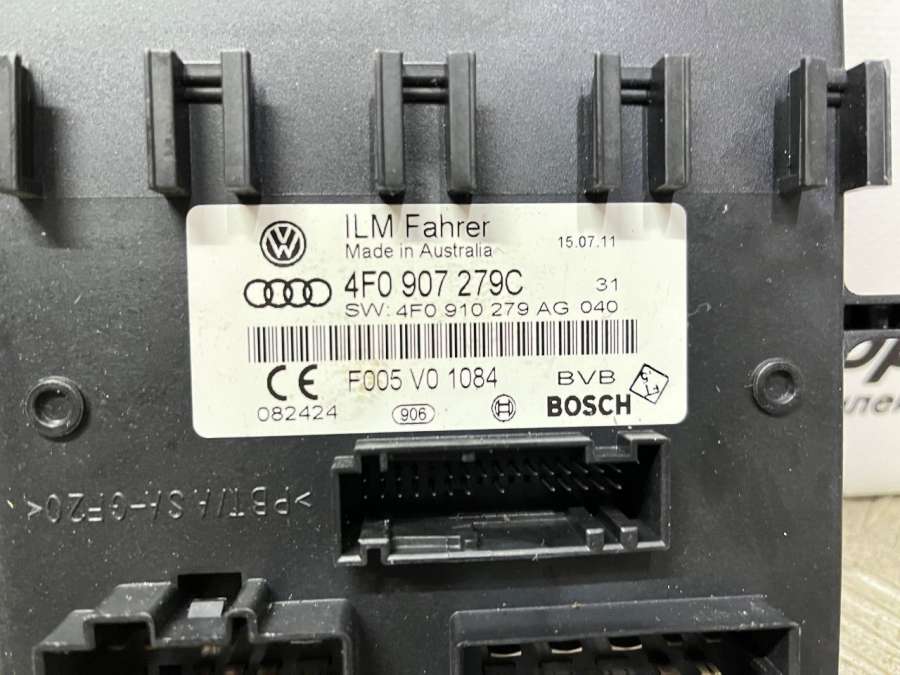 ILM Fahrer
Made in Australia
15.07.11
4F0 907 279C
31
SW: 4F0 910 279 AG 040
CE
F005 V0 1084
BVB
082424
906
BOSCH
>PBT/ASA-GF20<